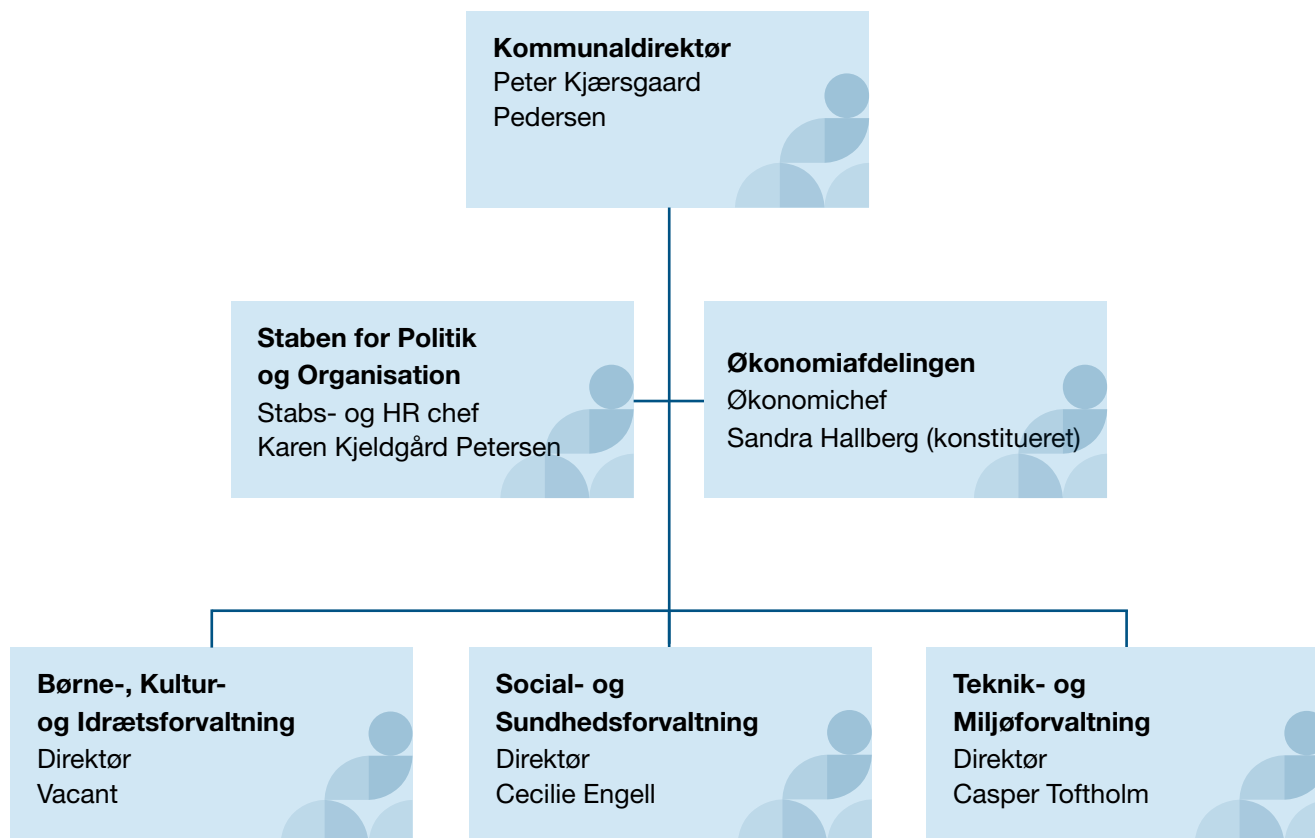 Kommunaldirektør
Peter Kjærsgaard
Pedersen
Staben for Politik
og Organisation
Stabs- og HR chef
Karen Kjeldgård Petersen
Økonomiafdelingen
Økonomichef
Sandra Hallberg (konstitueret)
Børne-, Kultur-
og Idrætsforvaltning
Direktør
Vacant
Social- og
Sundhedsforvaltning
Direktør
Cecilie Engell
Teknik- og
Miljøforvaltning
Direktør
Casper Toftholm